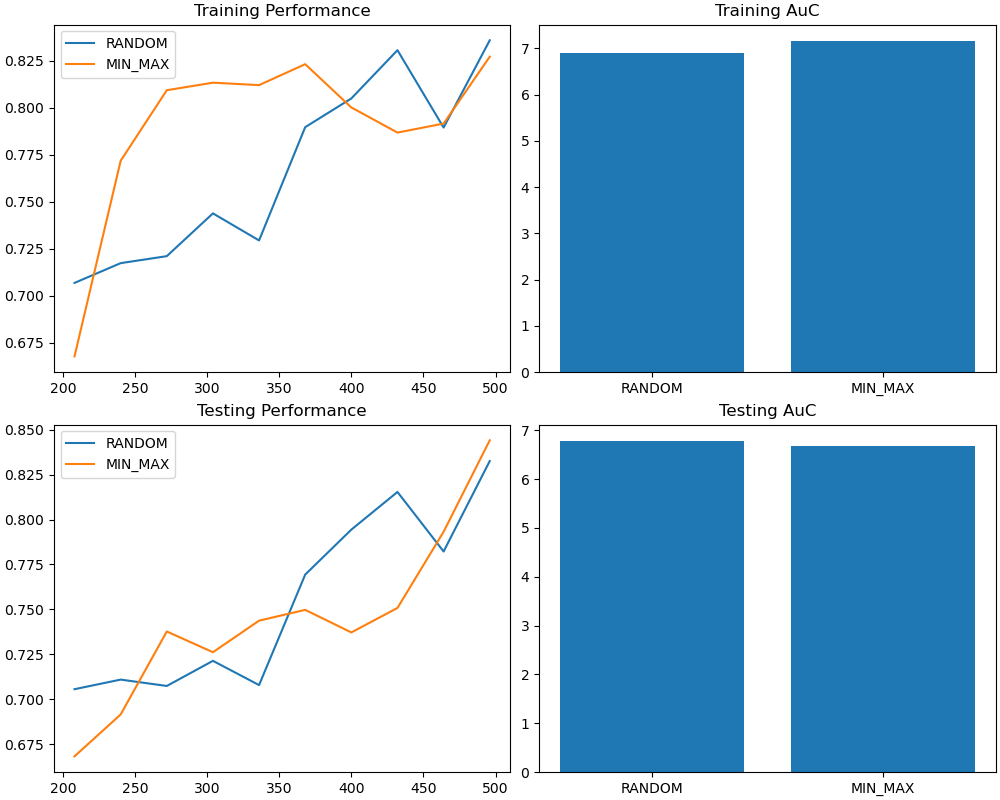 Training Performance
RANDOM
MIN_MAX
0.825
0.800
0.775
0.750
0.725
0.700
0.675
200 250 300 350 400 450 500
Training AuC
7
6
5
4
3
2
1
0
RANDOM MIN_MAX
Testing Performance
RANDOM
MIN_MAX
0.850
0.825
0.800
0.775
0.750
0.725
0.700
0.675
200 250 300 350 400 450 500
Testing AuC
7
6
5
4
3
2
1
0
RANDOM MIN_MAX